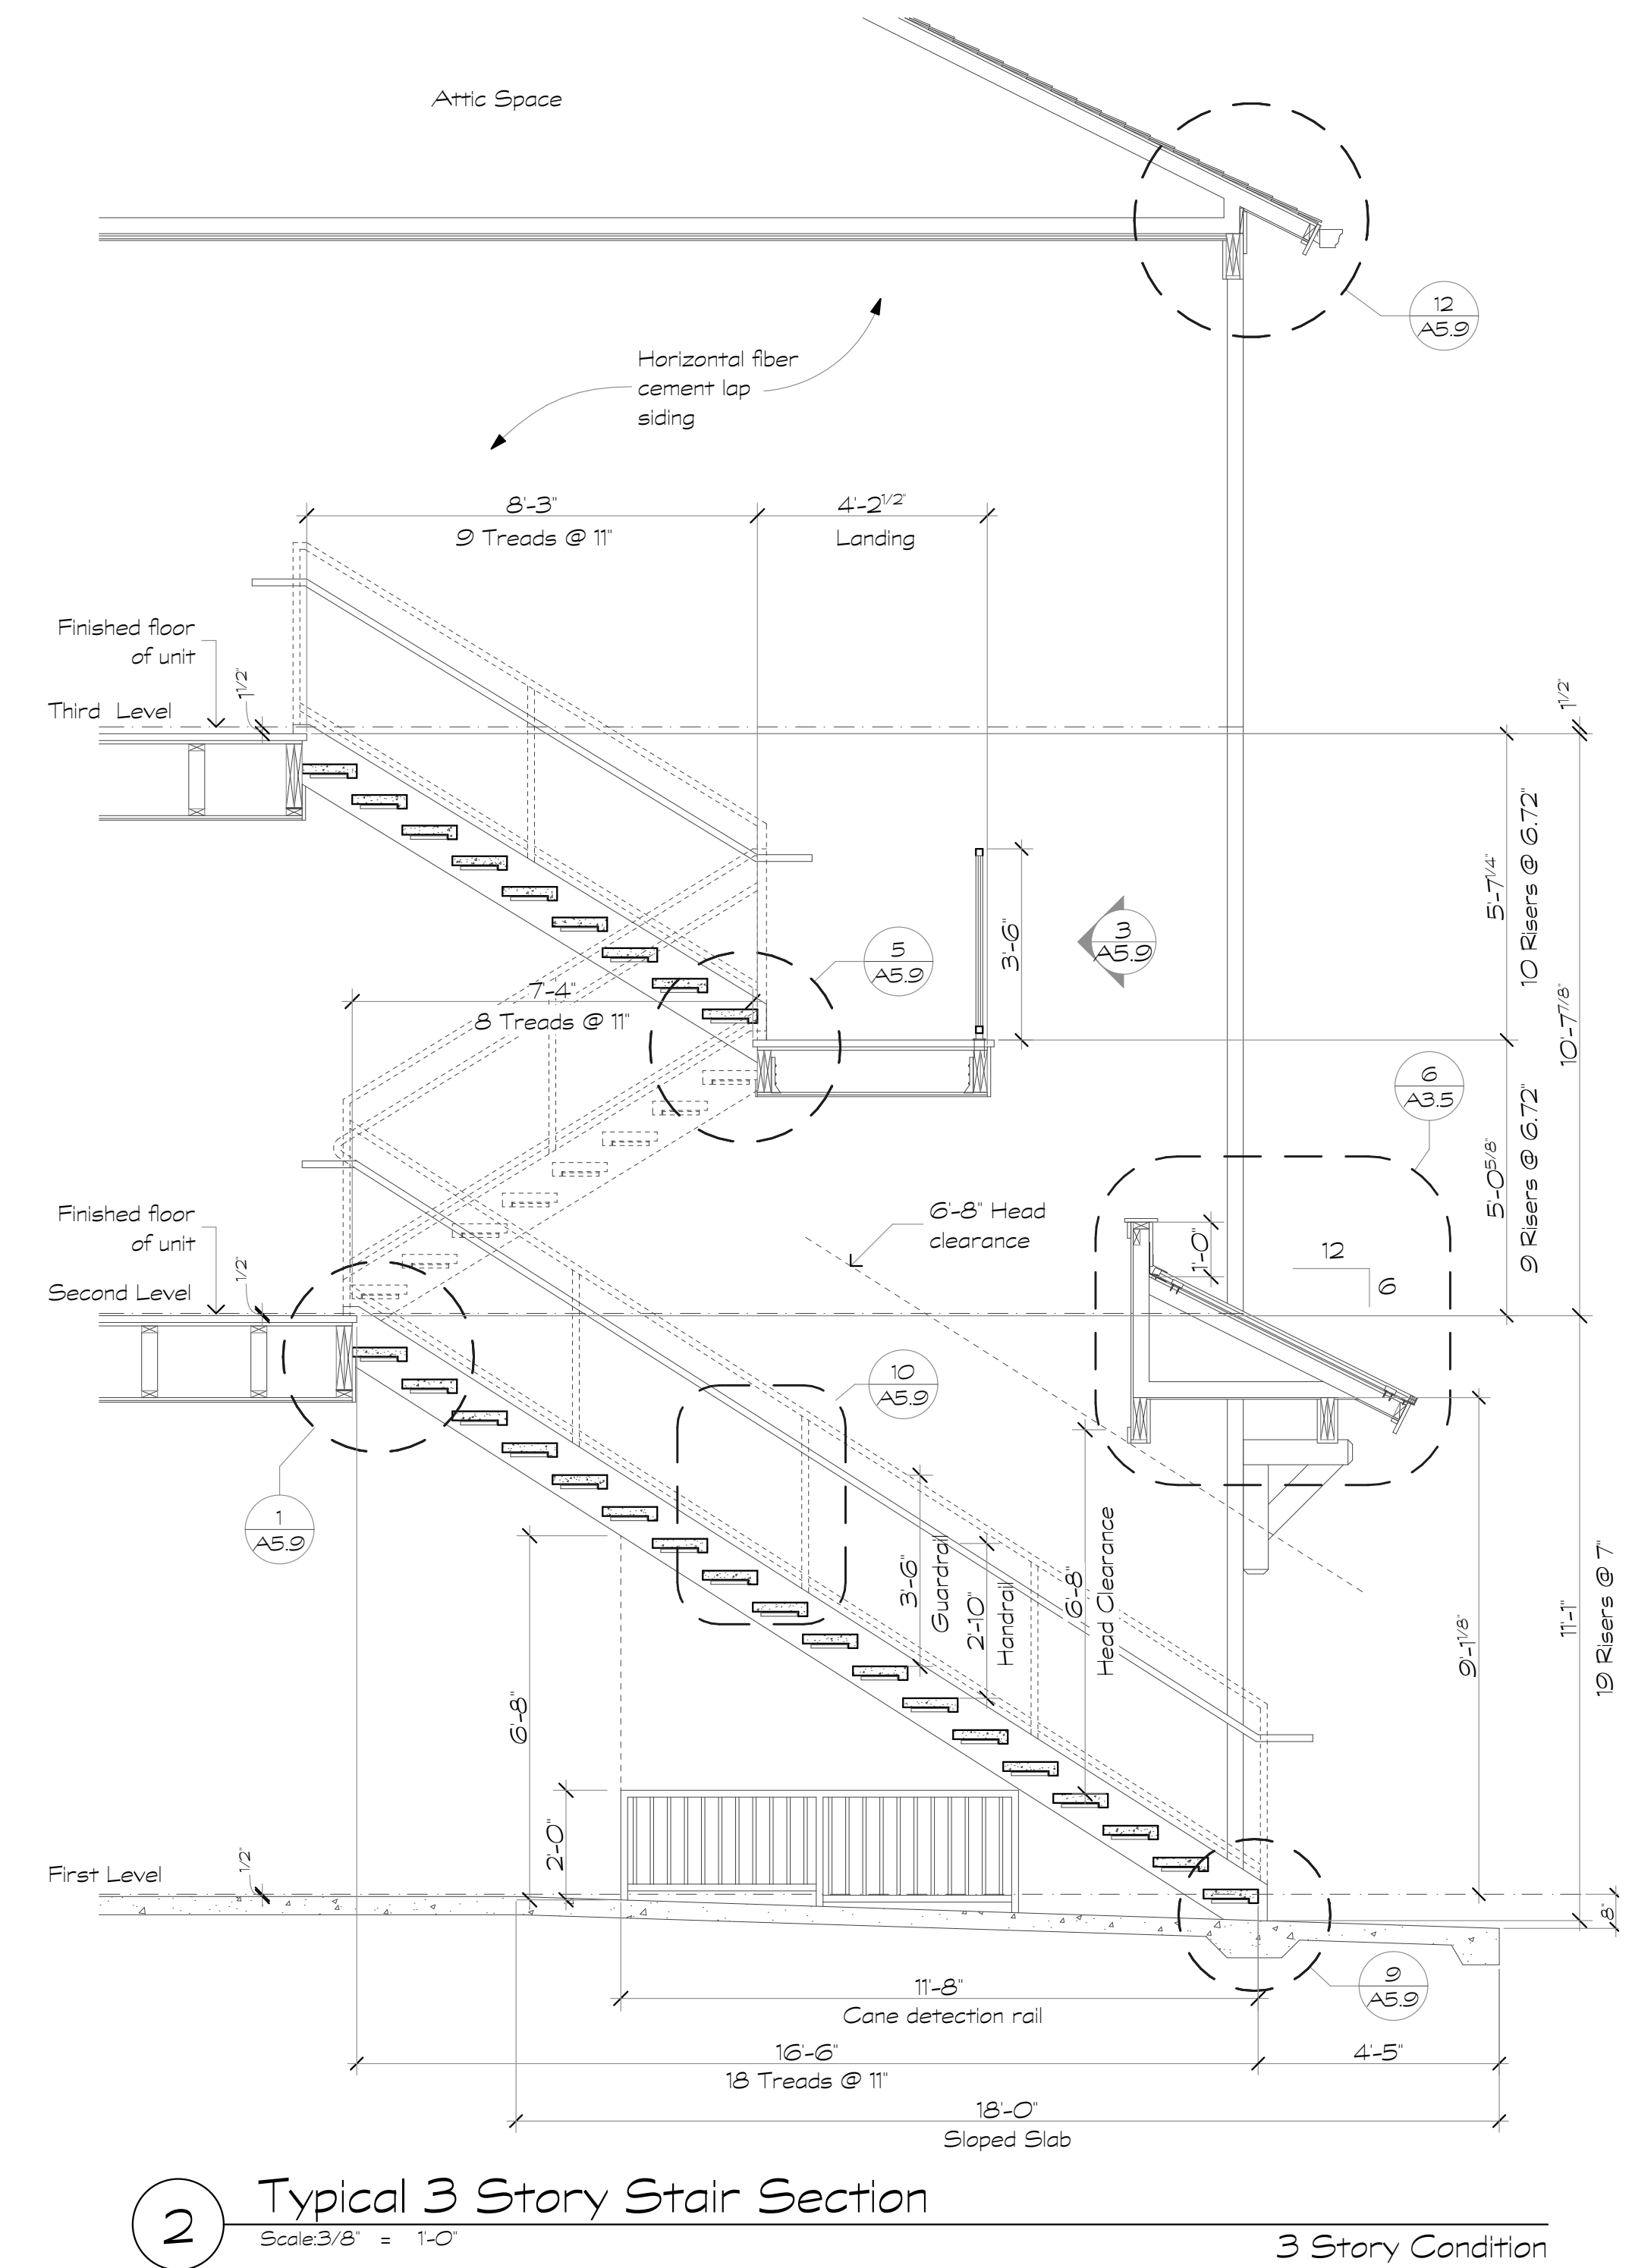 Attic Space
12
A5.9
Horizontal fiber
cement lap
siding
8'-3"
4'-2 1/2"
9 Treads @ 11"
Landing
Finished floor
of unit
1 1/2"
1 1/2"
Third Level
5'-7 1/4"
10 Risers @ 6.72"
10'-7 7/8"
3'-6"
3
A5.9
5
A5.9
7'-4"
8 Treads @ 11"
6
A3.5
5'-0 5/8"
9 Risers @ 6.72"
Finished floor
of unit
6'-8" Head
clearance
1/2"
Second Level
1'-0"
12
6
10
A5.9
1
A5.9
3'-6"
Guardrail
2'-10"
Handrail
6'-8"
Head Clearance
9'-1 1/8"
11'-1"
19 Risers @ 7"
6'-8"
2'-0"
First Level
1/2"
8"
9
A5.9
11'-8"
Cane detection rail
16'-6"
4'-5"
18 Treads @ 11"
18'-0"
Sloped Slab
2
Typical 3 Story Stair Section
Scale:3/8" = 1'-0"
3 Story Condition